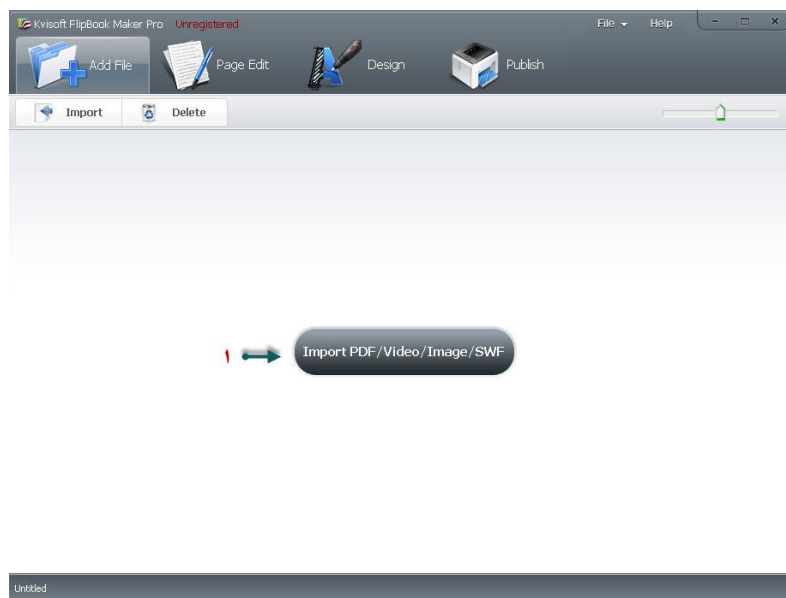 Kvisoft FlipBook Maker Pro Unregistered File Help
Add File Page Edit Design Publish
Import Delete
١ Import PDF/Video/Image/SWF
Untitled